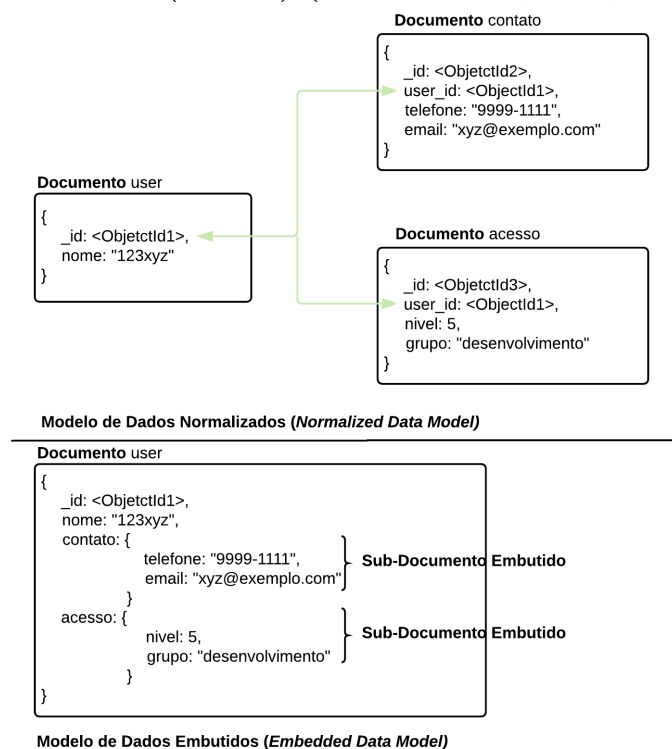 Documento contato
{
_id: <ObjetctId2>,
user_id: <ObjectId1>,
telefone: "9999-1111",
email: "xyz@exemplo.com"
}
Documento user
{
_id: <ObjetctId1>,
nome: "123xyz"
}
Documento acesso
{
_id: <ObjetctId3>,
user_id: <ObjectId1>,
nivel: 5,
grupo: "desenvolvimento"
}
Modelo de Dados Normalizados (Normalized Data Model)
Documento user
{
_id: <ObjetctId1>,
nome: "123xyz",
contato: {
telefone: "9999-1111",
email: "xyz@exemplo.com"
}
Sub-Documento Embutido
acesso: {
nivel: 5,
grupo: "desenvolvimento"
}
Sub-Documento Embutido
}
Modelo de Dados Embutidos (Embedded Data Model)